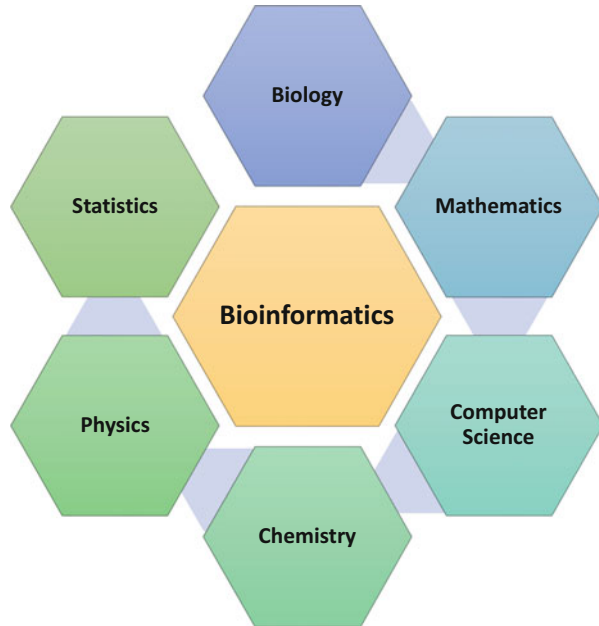 Biology
Statistics
Mathematics
Bioinformatics
Physics
Computer
Science
Chemistry